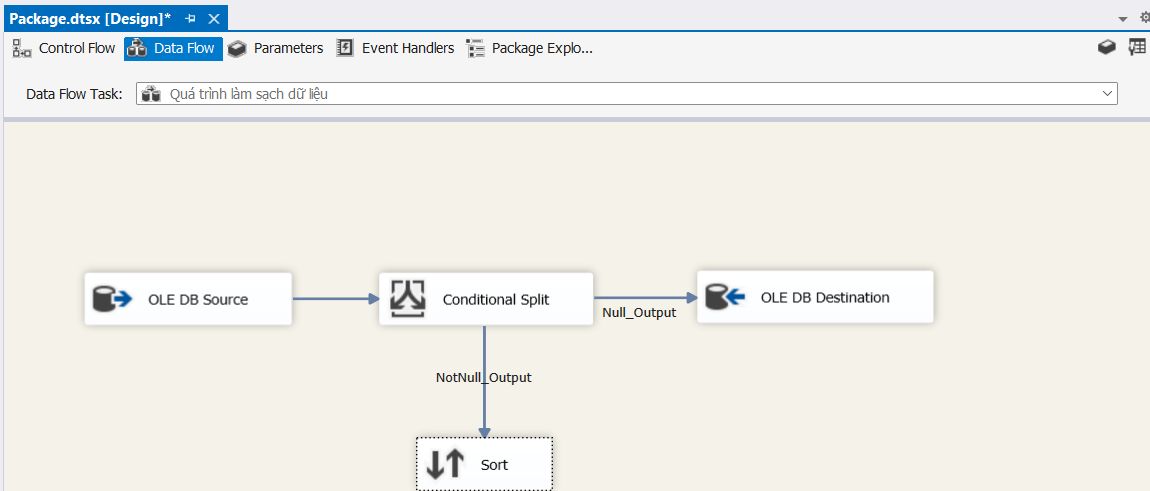 Package.dtsx [Design]*
Control Flow Data Flow Parameters Event Handlers Package Explo...
Data Flow Task: Quá trình làm sạch dữ liệu
OLE DB Source Conditional Split OLE DB Destination
Null_Output
NotNull_Output
Sort